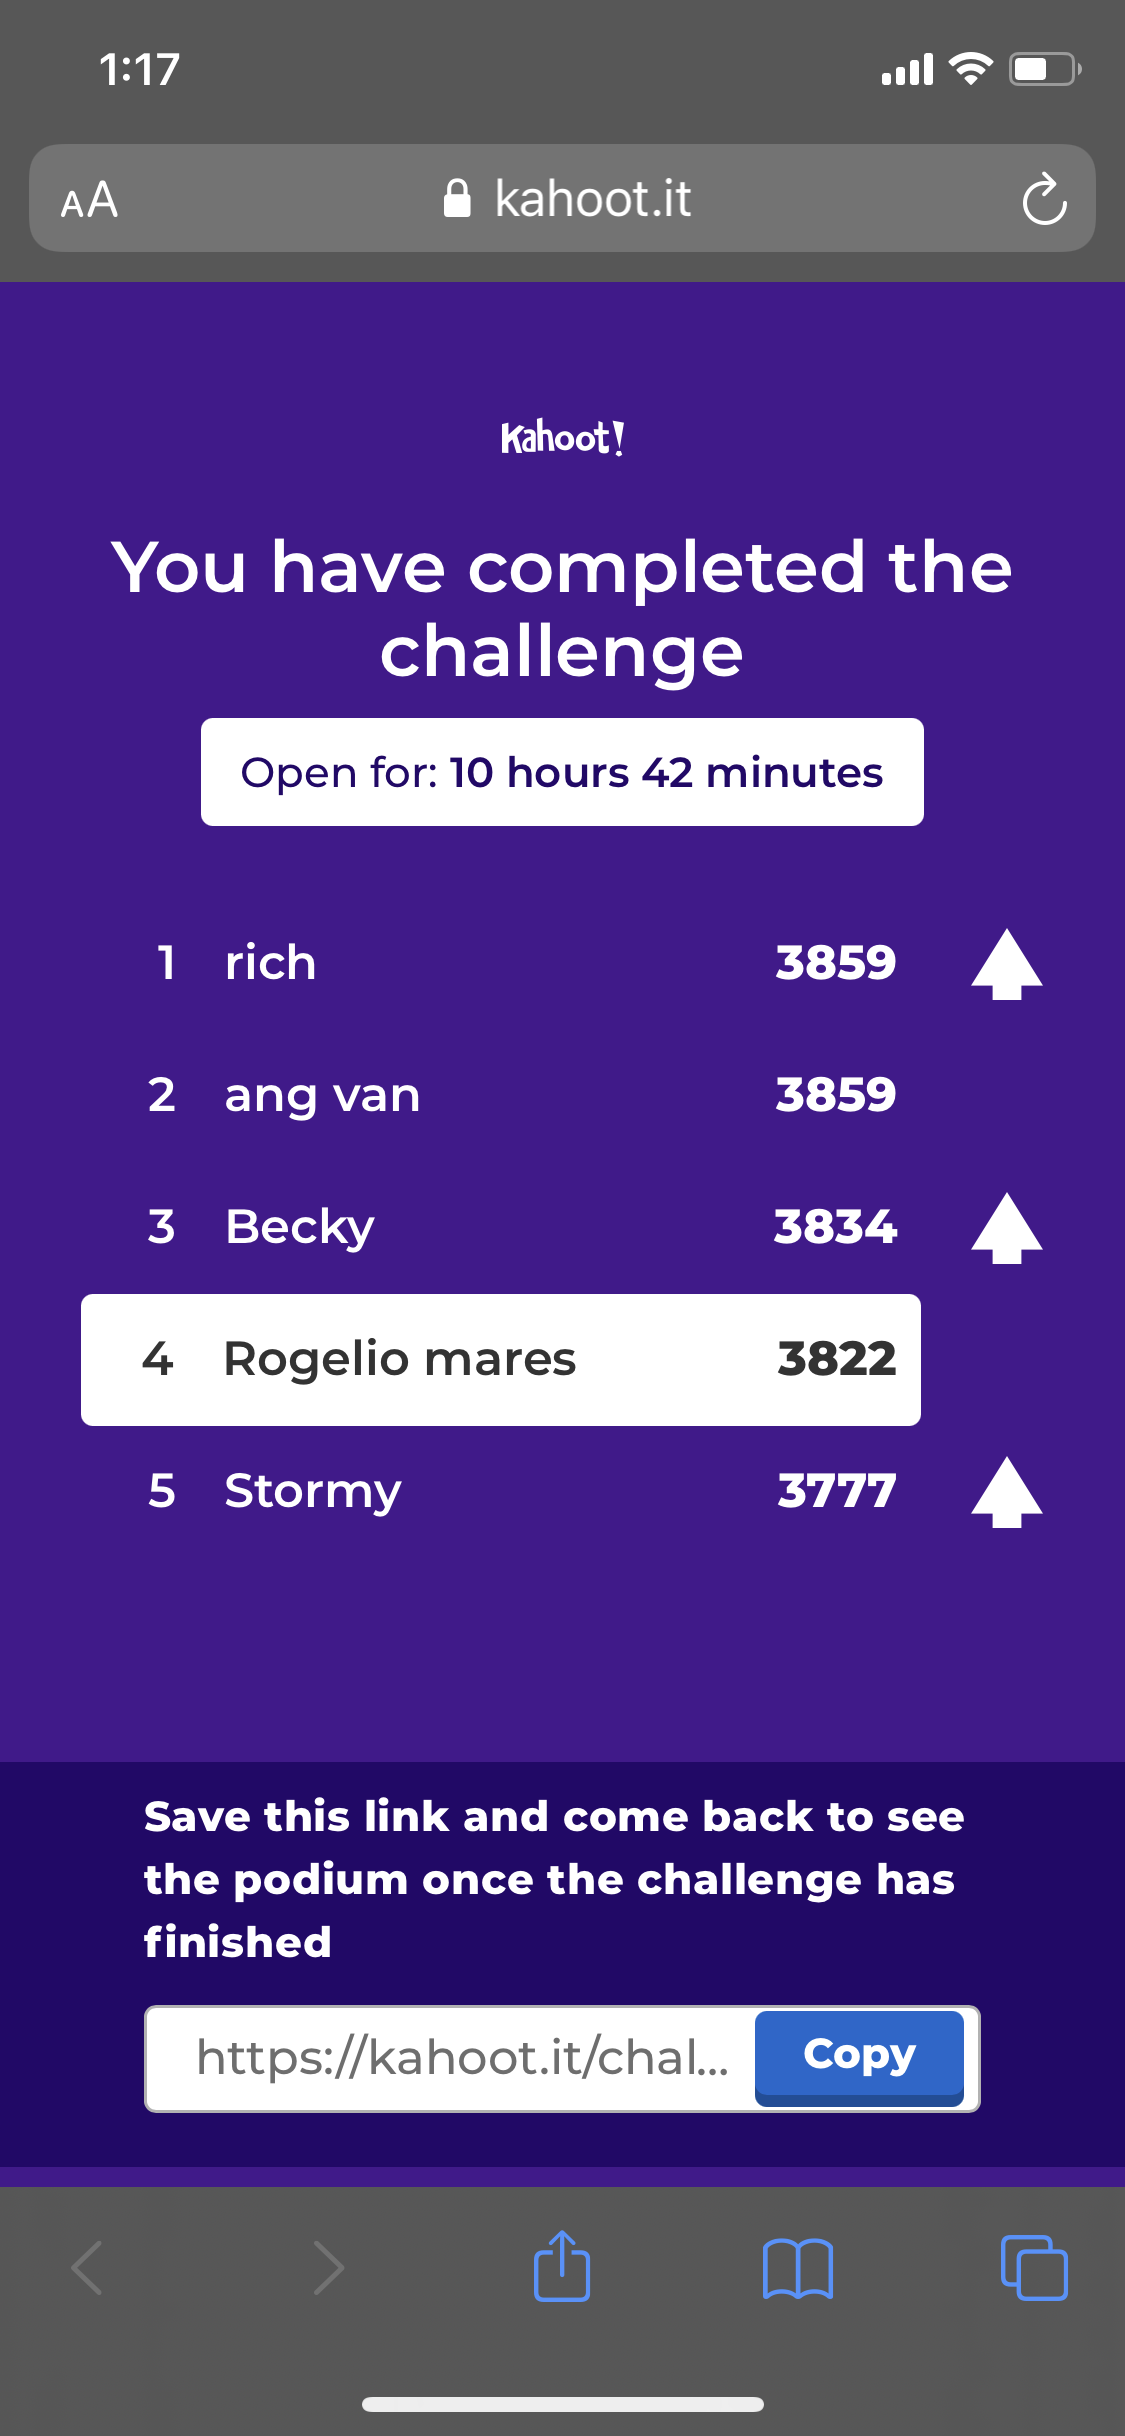 1:17
AA kahoot.it
Kahoot!
You have completed the
challenge
Open for: 10 hours 42 minutes
1 rich 3859
2 ang van 3859
3 Becky 3834
4 Rogelio mares 3822
5 Stormy 3777
Save this link and come back to see
the podium once the challenge has
finished
https://kahoot.it/chal... Copy